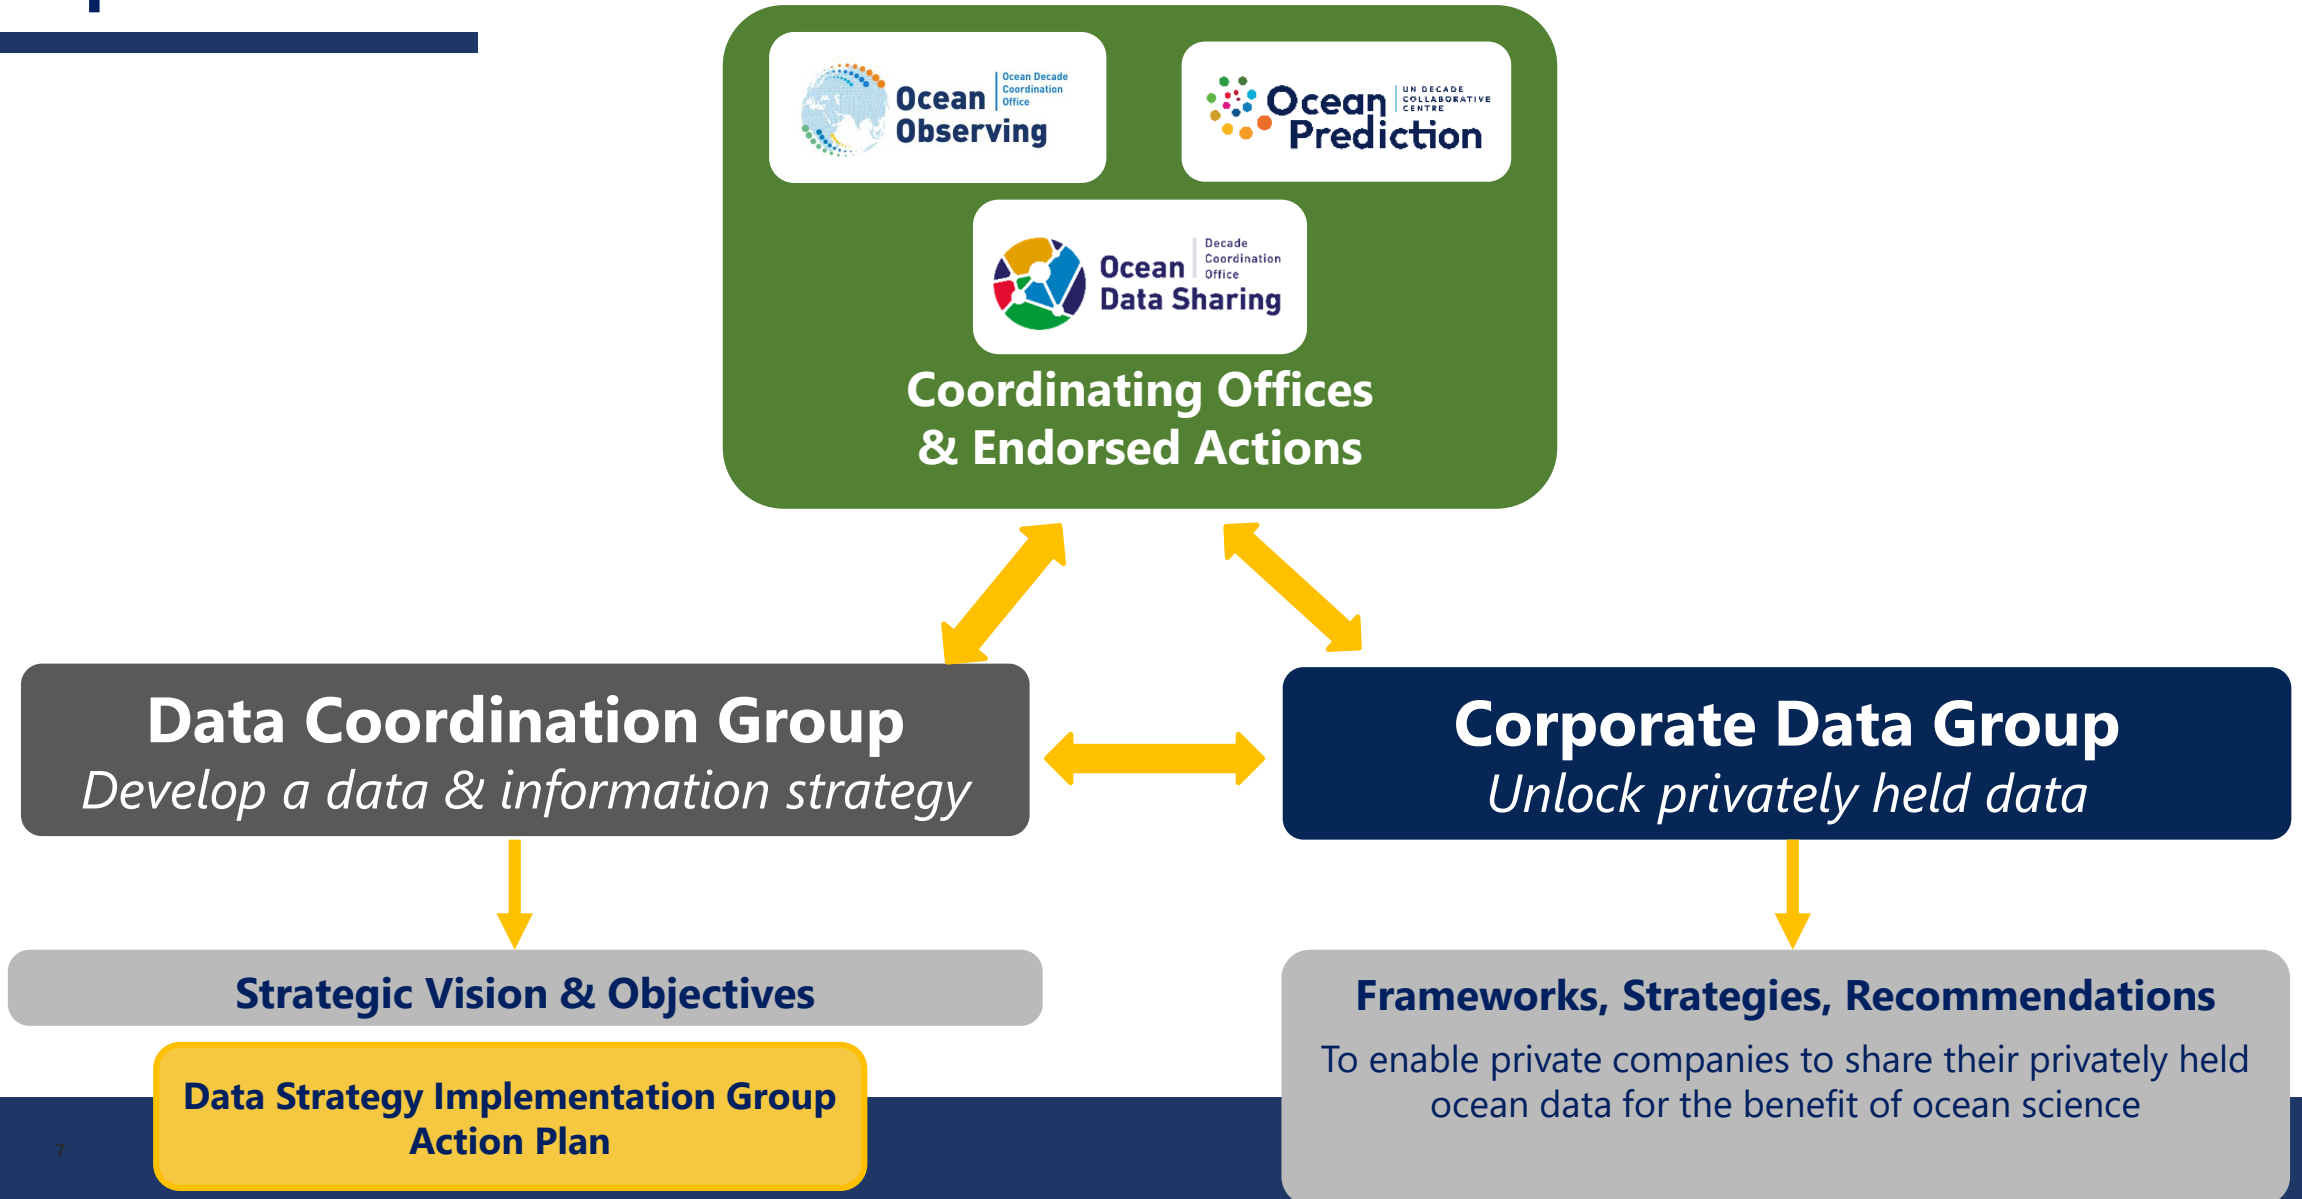 Ocean
Observing
Ocean Decade
Coordination
Office
Ocean
Prediction
UN DECADE
COLLABORATIVE
CENTRE
Ocean
Data Sharing
Decade
Coordination
Office
Coordinating Offices
& Endorsed Actions
Data Coordination Group
Develop a data & information strategy
Corporate Data Group
Unlock privately held data
Strategic Vision & Objectives
Data Strategy Implementation Group
Action Plan
Frameworks, Strategies, Recommendations
To enable private companies to share their privately held
ocean data for the benefit of ocean science
7